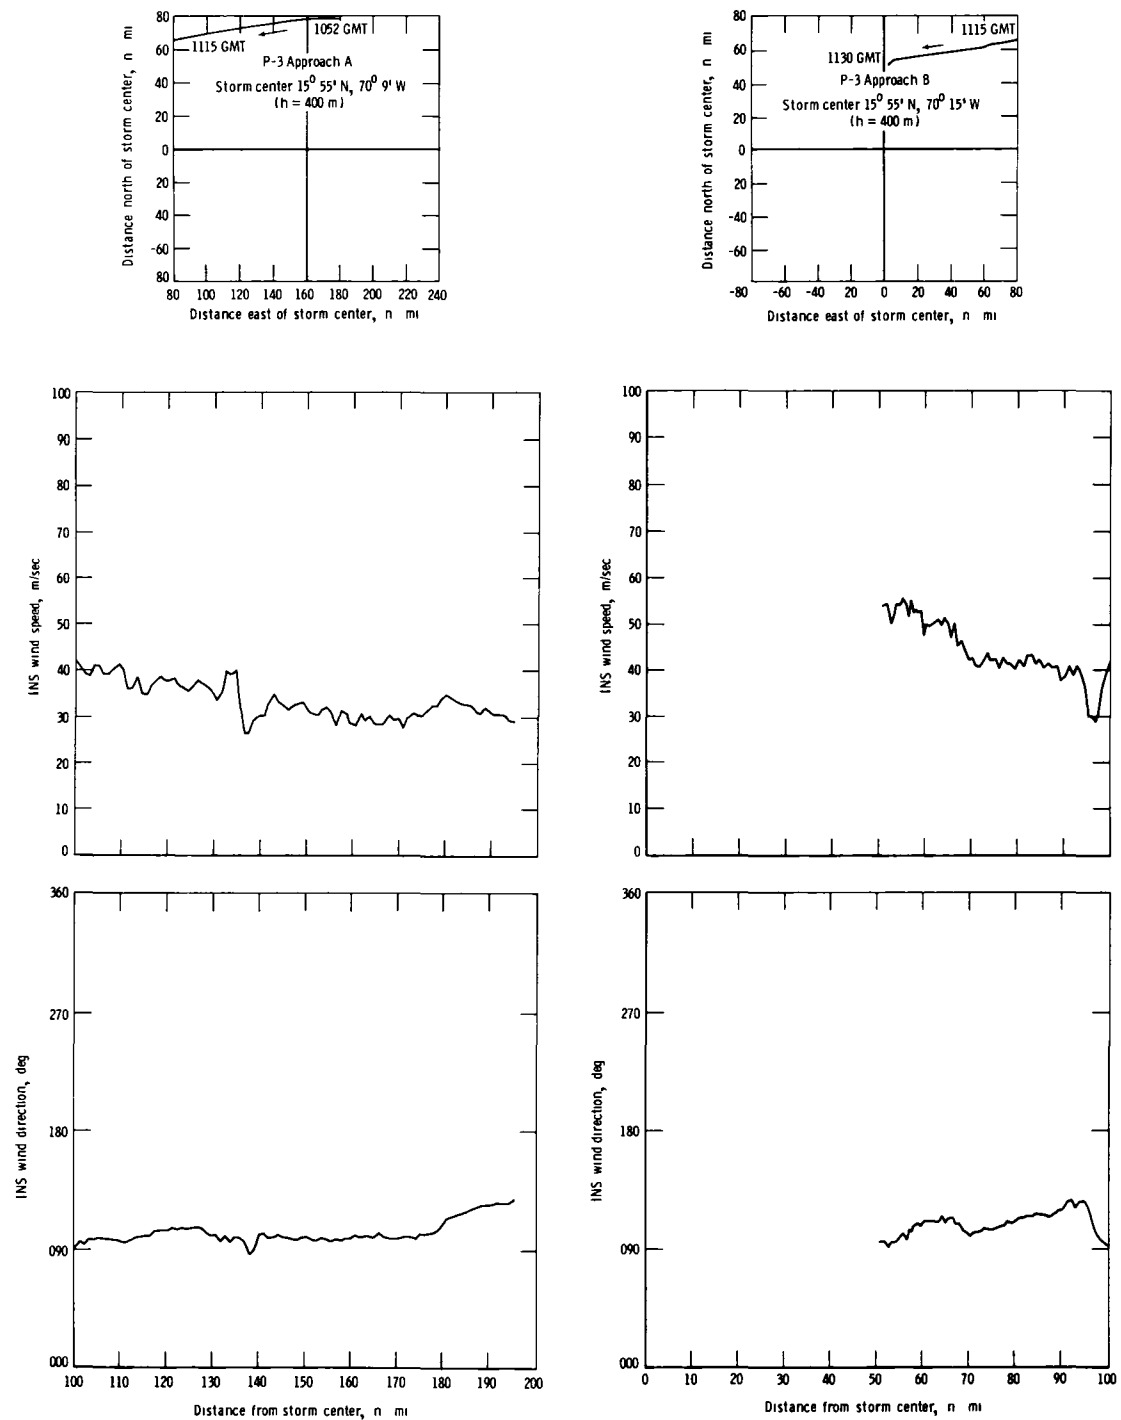 80
60
40
20
0
20
40
-60
80
80 100 120 140 160 180 200 220 240
Distance north of storm center, n mi
Distance east of storm center, n mi
1052 GMT
1115 GMT
P-3 Approach A
Storm center 15° 55' N, 70° 9' W
(h = 400 m)
80
60
40
20
0
20
-40
-60
-80
-80 -60 -40 20 0 20 40 60 80
Distance north of storm center, n mi
Distance east of storm center, n mi
1115 GMT
1130 GMT
P-3 Approach B
Storm center 15° 55' N, 70° 15' W
(h = 400 m)
100
90
80
70
60
50
40
30
20
10
0
INS wind speed, m/sec
100
90
80
70
60
50
40
30
20
10
0
INS wind speed, m/sec
360
270
180
090
000
INS wind direction, deg
100 110 120 130 140 150 160 170 180 190 200
Distance from storm center, n mi
360
270
180
090
000
INS wind direction, deg
0 10 20 30 40 50 60 70 80 90 100
Distance from storm center, n mi